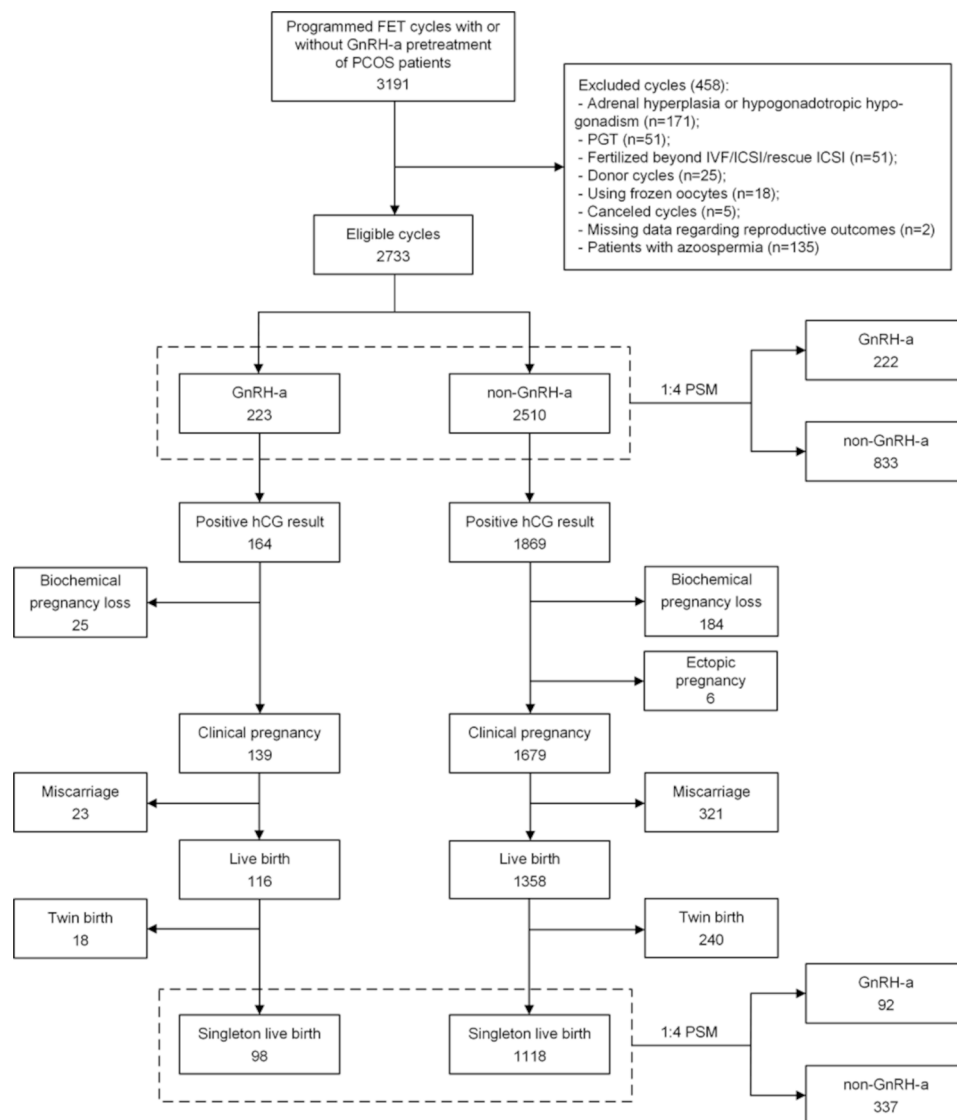 Programmed FET cycles with or
without GnRH-a pretreatment
of PCOS patients
3191
Excluded cycles (458):
- Adrenal hyperplasia or hypogonadotropic hypo-
gonadism (n=171);
- PGT (n=51);
- Fertilized beyond IVF/ICSI/rescue ICSI (n=51);
- Donor cycles (n=25);
- Using frozen oocytes (n=18);
- Canceled cycles (n=5);
- Missing data regarding reproductive outcomes (n=2)
- Patients with azoospermia (n=135)
Eligible cycles
2733
GnRH-a
223
non-GnRH-a
2510
1:4 PSM
GnRH-a
222
non-GnRH-a
833
Positive hCG result
164
Positive hCG result
1869
Biochemical
pregnancy loss
25
Biochemical
pregnancy loss
184
Ectopic
pregnancy
6
Clinical pregnancy
139
Clinical pregnancy
1679
Miscarriage
23
Miscarriage
321
Live birth
116
Live birth
1358
Twin birth
18
Twin birth
240
Singleton live birth
98
Singleton live birth
1118
1:4 PSM
GnRH-a
92
non-GnRH-a
337